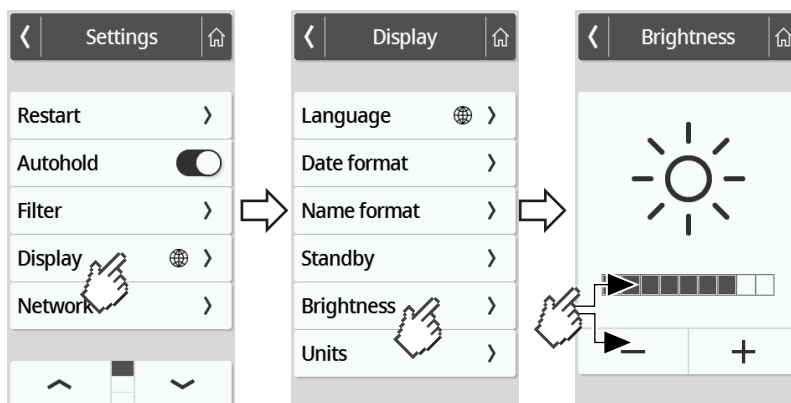 Settings
Restart
Autohold
Filter
Display
Network
Display
Language
Date format
Name format
Standby
Brightness
Units
Brightness